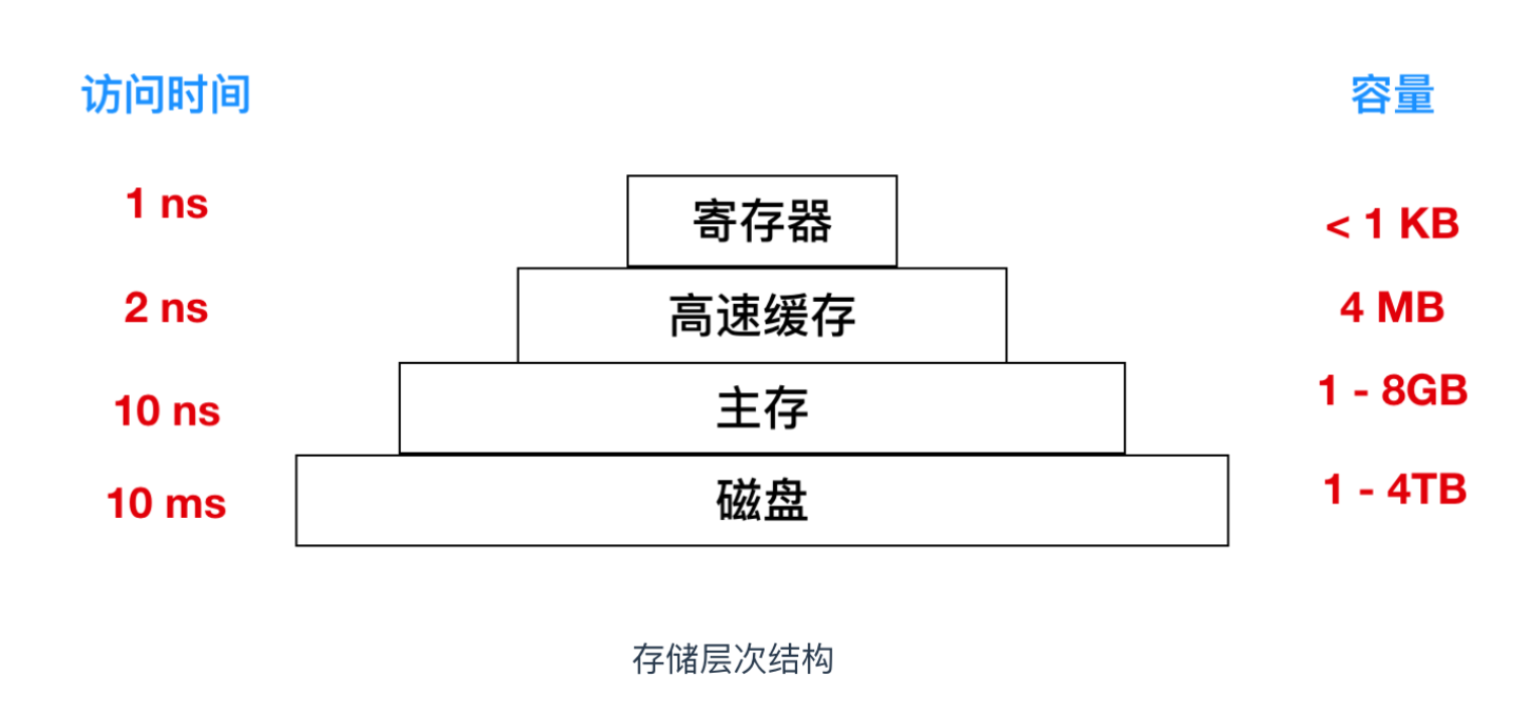 访问时间
容量
1 ns
寄存器
< 1 KB
2 ns
高速缓存
4 MB
10 ns
主存
1 - 8GB
10 ms
磁盘
1 - 4TB
存储层次结构